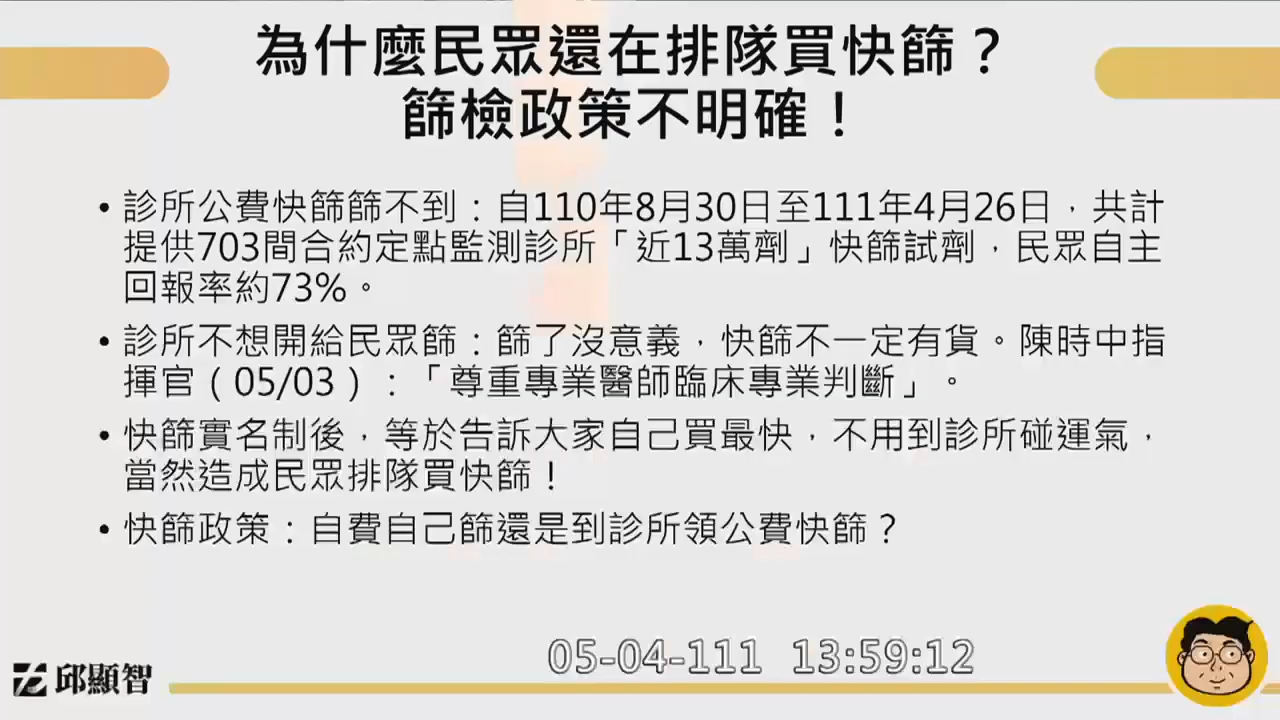 為什麼民眾還在排隊買快篩？
篩檢政策不明確！
• 診所公費快篩篩不到：自110年8月30日至111年4月26日，共計
提供703間合約定點監測診所「近13萬劑」快篩試劑，民眾自主
回報率約73%。
• 診所不想開給民眾篩：篩了沒意義，快篩不一定有貨。陳時中指
揮官（05/03）：「尊重專業醫師臨床專業判斷」。
• 快篩實名制後，等於告訴大家自己買最快，不用到診所碰運氣，
當然造成民眾排隊買快篩！
• 快篩政策：自費自己篩還是到診所領公費快篩？
05-04-111 13:59:12
邱顯智